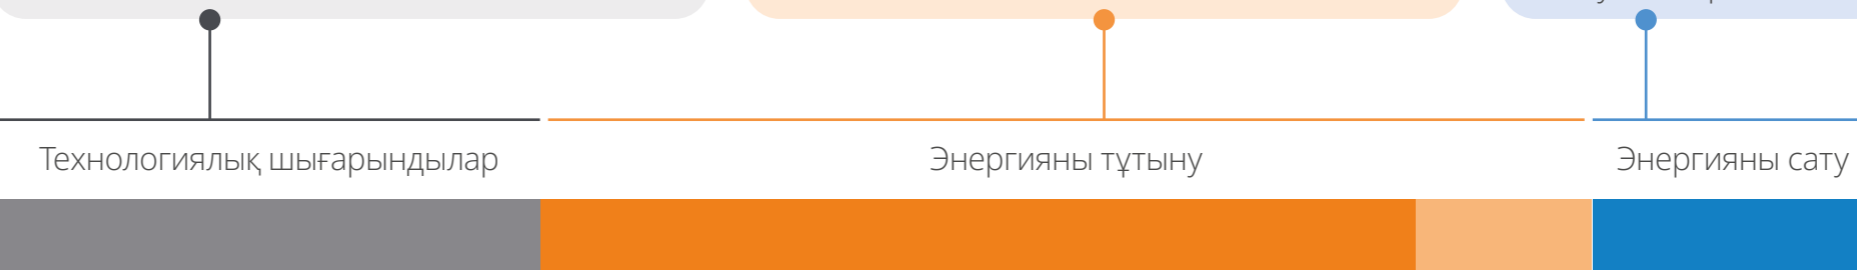 Технологиялық шығарындылар
Энергияны тұтыну
Энергияны сату